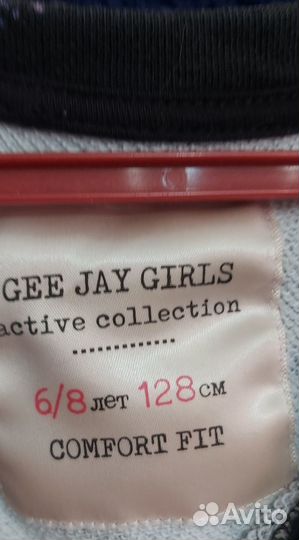 GEE JAY GIRLS
active collection
6/8 лет 128 см
COMFORT FIT
Avito